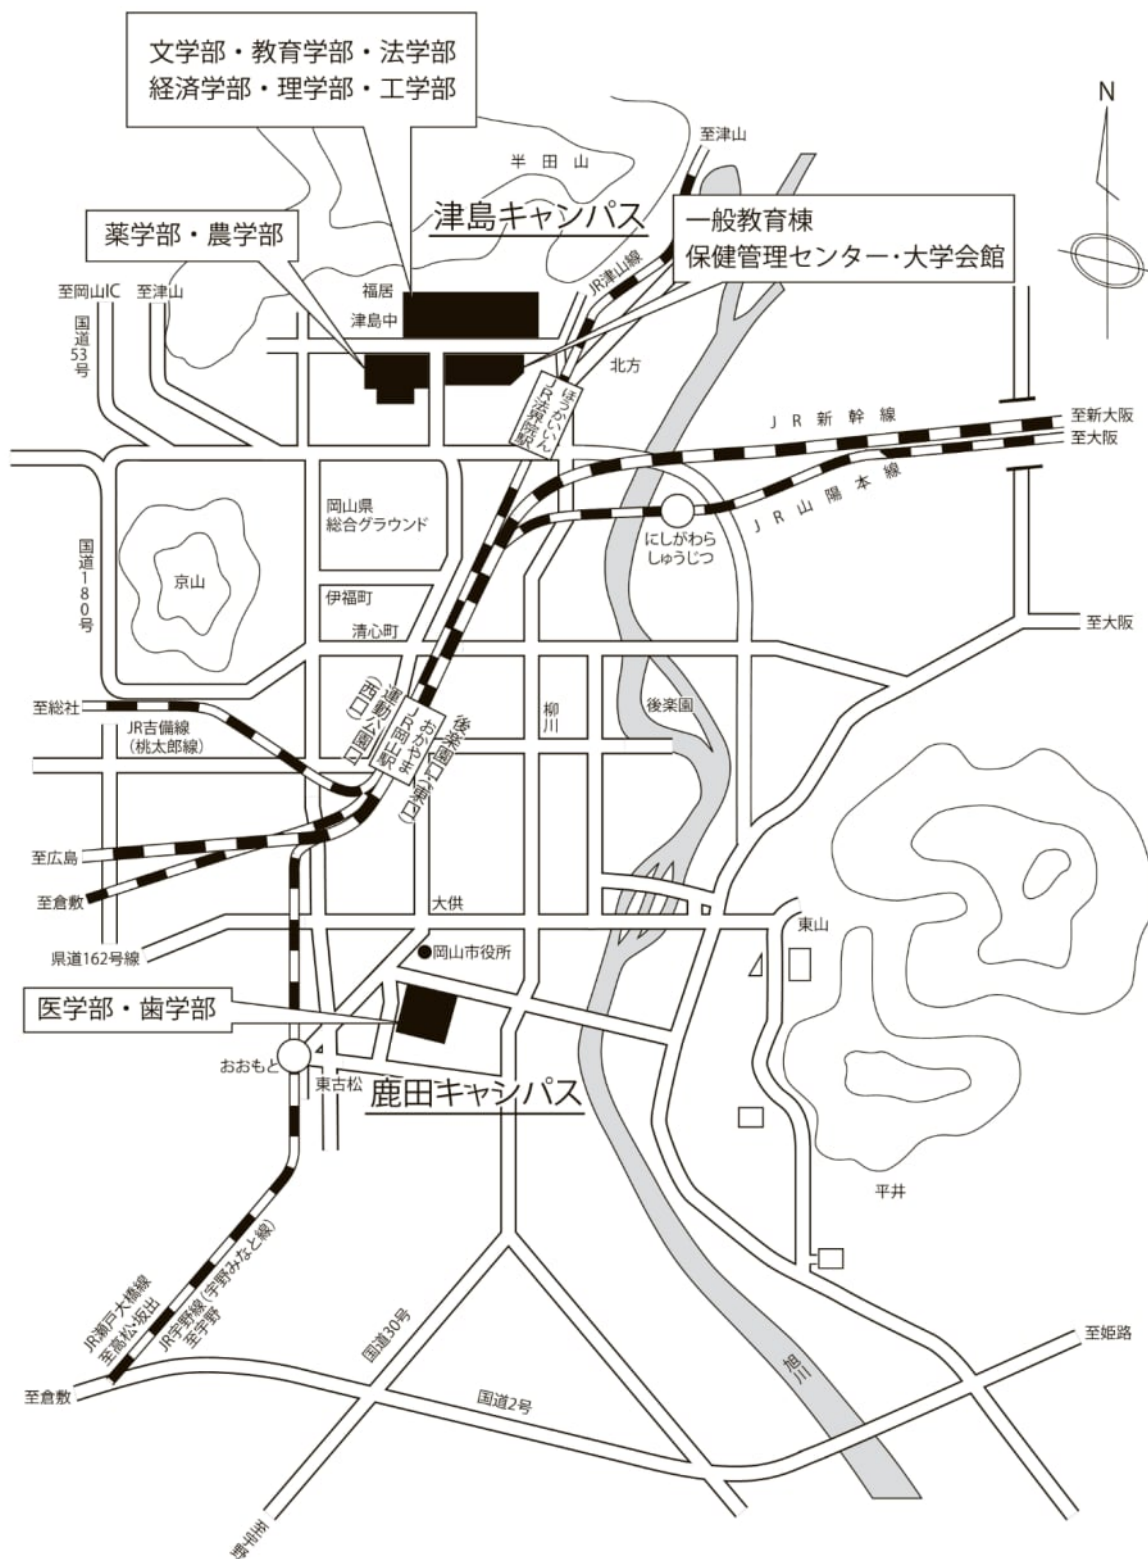 文学部・教育学部・法学部
経済学部・理学部・工学部
N
至津山
半田山
津島キャンパス
一般教育棟
保健管理センター・大学会館
薬学部・農学部
JR津山線
至岡山IC
至津山
福居
津島中
国道53号
北方
ほうかいいん
JR法界院駅
JR新幹線
至新大阪
至大阪
JR山陽本線
岡山県
総合グラウンド
にしがわら
しゅうじつ
国道180号
京山
伊福町
清心町
至大阪
至総社
JR吉備線
(桃太郎線)
運動公園口
(西口)
おかやま
JR岡山駅
後楽園口(東口)
柳川
後楽園
至広島
至倉敷
大供
東山
県道162号線
岡山市役所
医学部・歯学部
おおもと
東古松
鹿田キャンパス
平井
JR瀬戸大橋線
至高松・坂出
JR宇野線(宇野みなと線)
至宇野
国道30号
至倉敷
国道2号
旭川
至姫路
至玉野